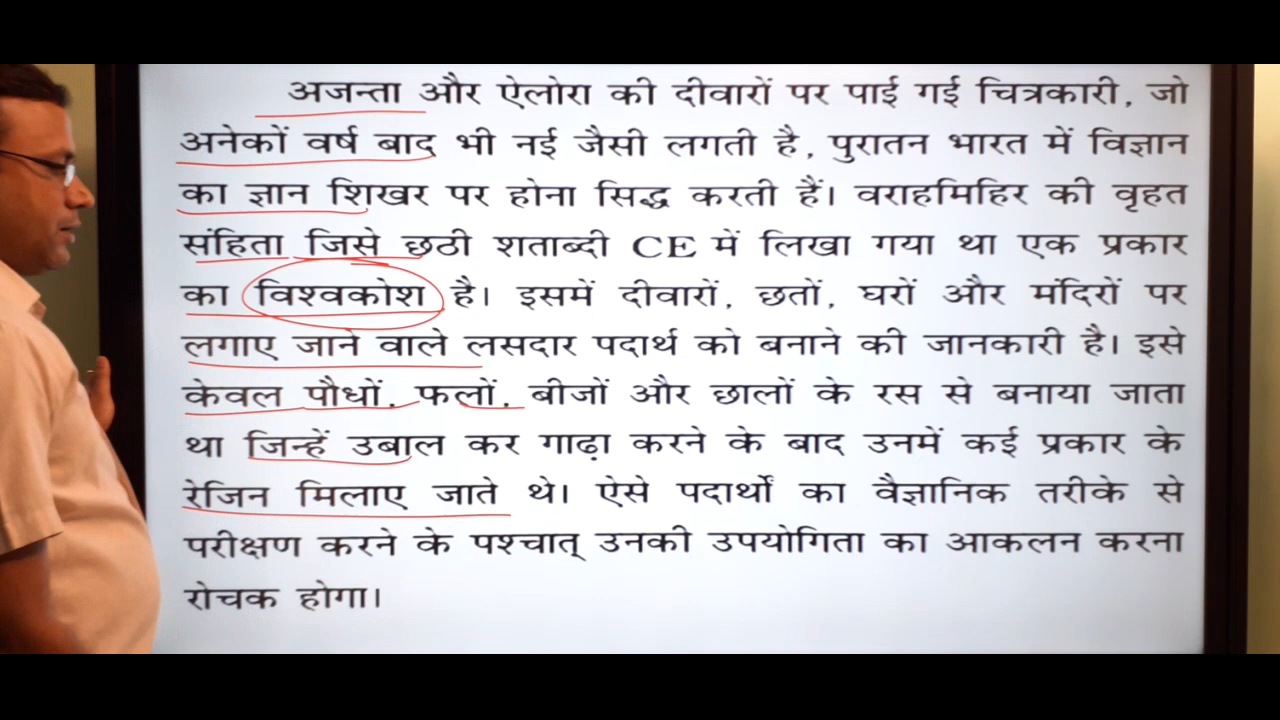 अजन्ता और ऐलोरा की दीवारों पर पाई गई चित्रकारी, जो
अनेकों वर्ष बाद भी नई जैसी लगती है, पुरातन भारत में विज्ञान
का ज्ञान शिखर पर होना सिद्ध करती हैं। वराहमिहिर की वृहत
संहिता जिसे छठी शताब्दी CE में लिखा गया था एक प्रकार
का विश्वकोश है। इसमें दीवारों, छतों, घरों और मंदिरों पर
लगाए जाने वाले लसदार पदार्थ को बनाने की जानकारी है। इसे
केवल पौधों, फलों, बीजों और छालों के रस से बनाया जाता
था जिन्हें उबाल कर गाढ़ा करने के बाद उनमें कई प्रकार के
रेजिन मिलाए जाते थे। ऐसे पदार्थों का वैज्ञानिक तरीके से
परीक्षण करने के पश्चात् उनकी उपयोगिता का आकलन करना
रोचक होगा।